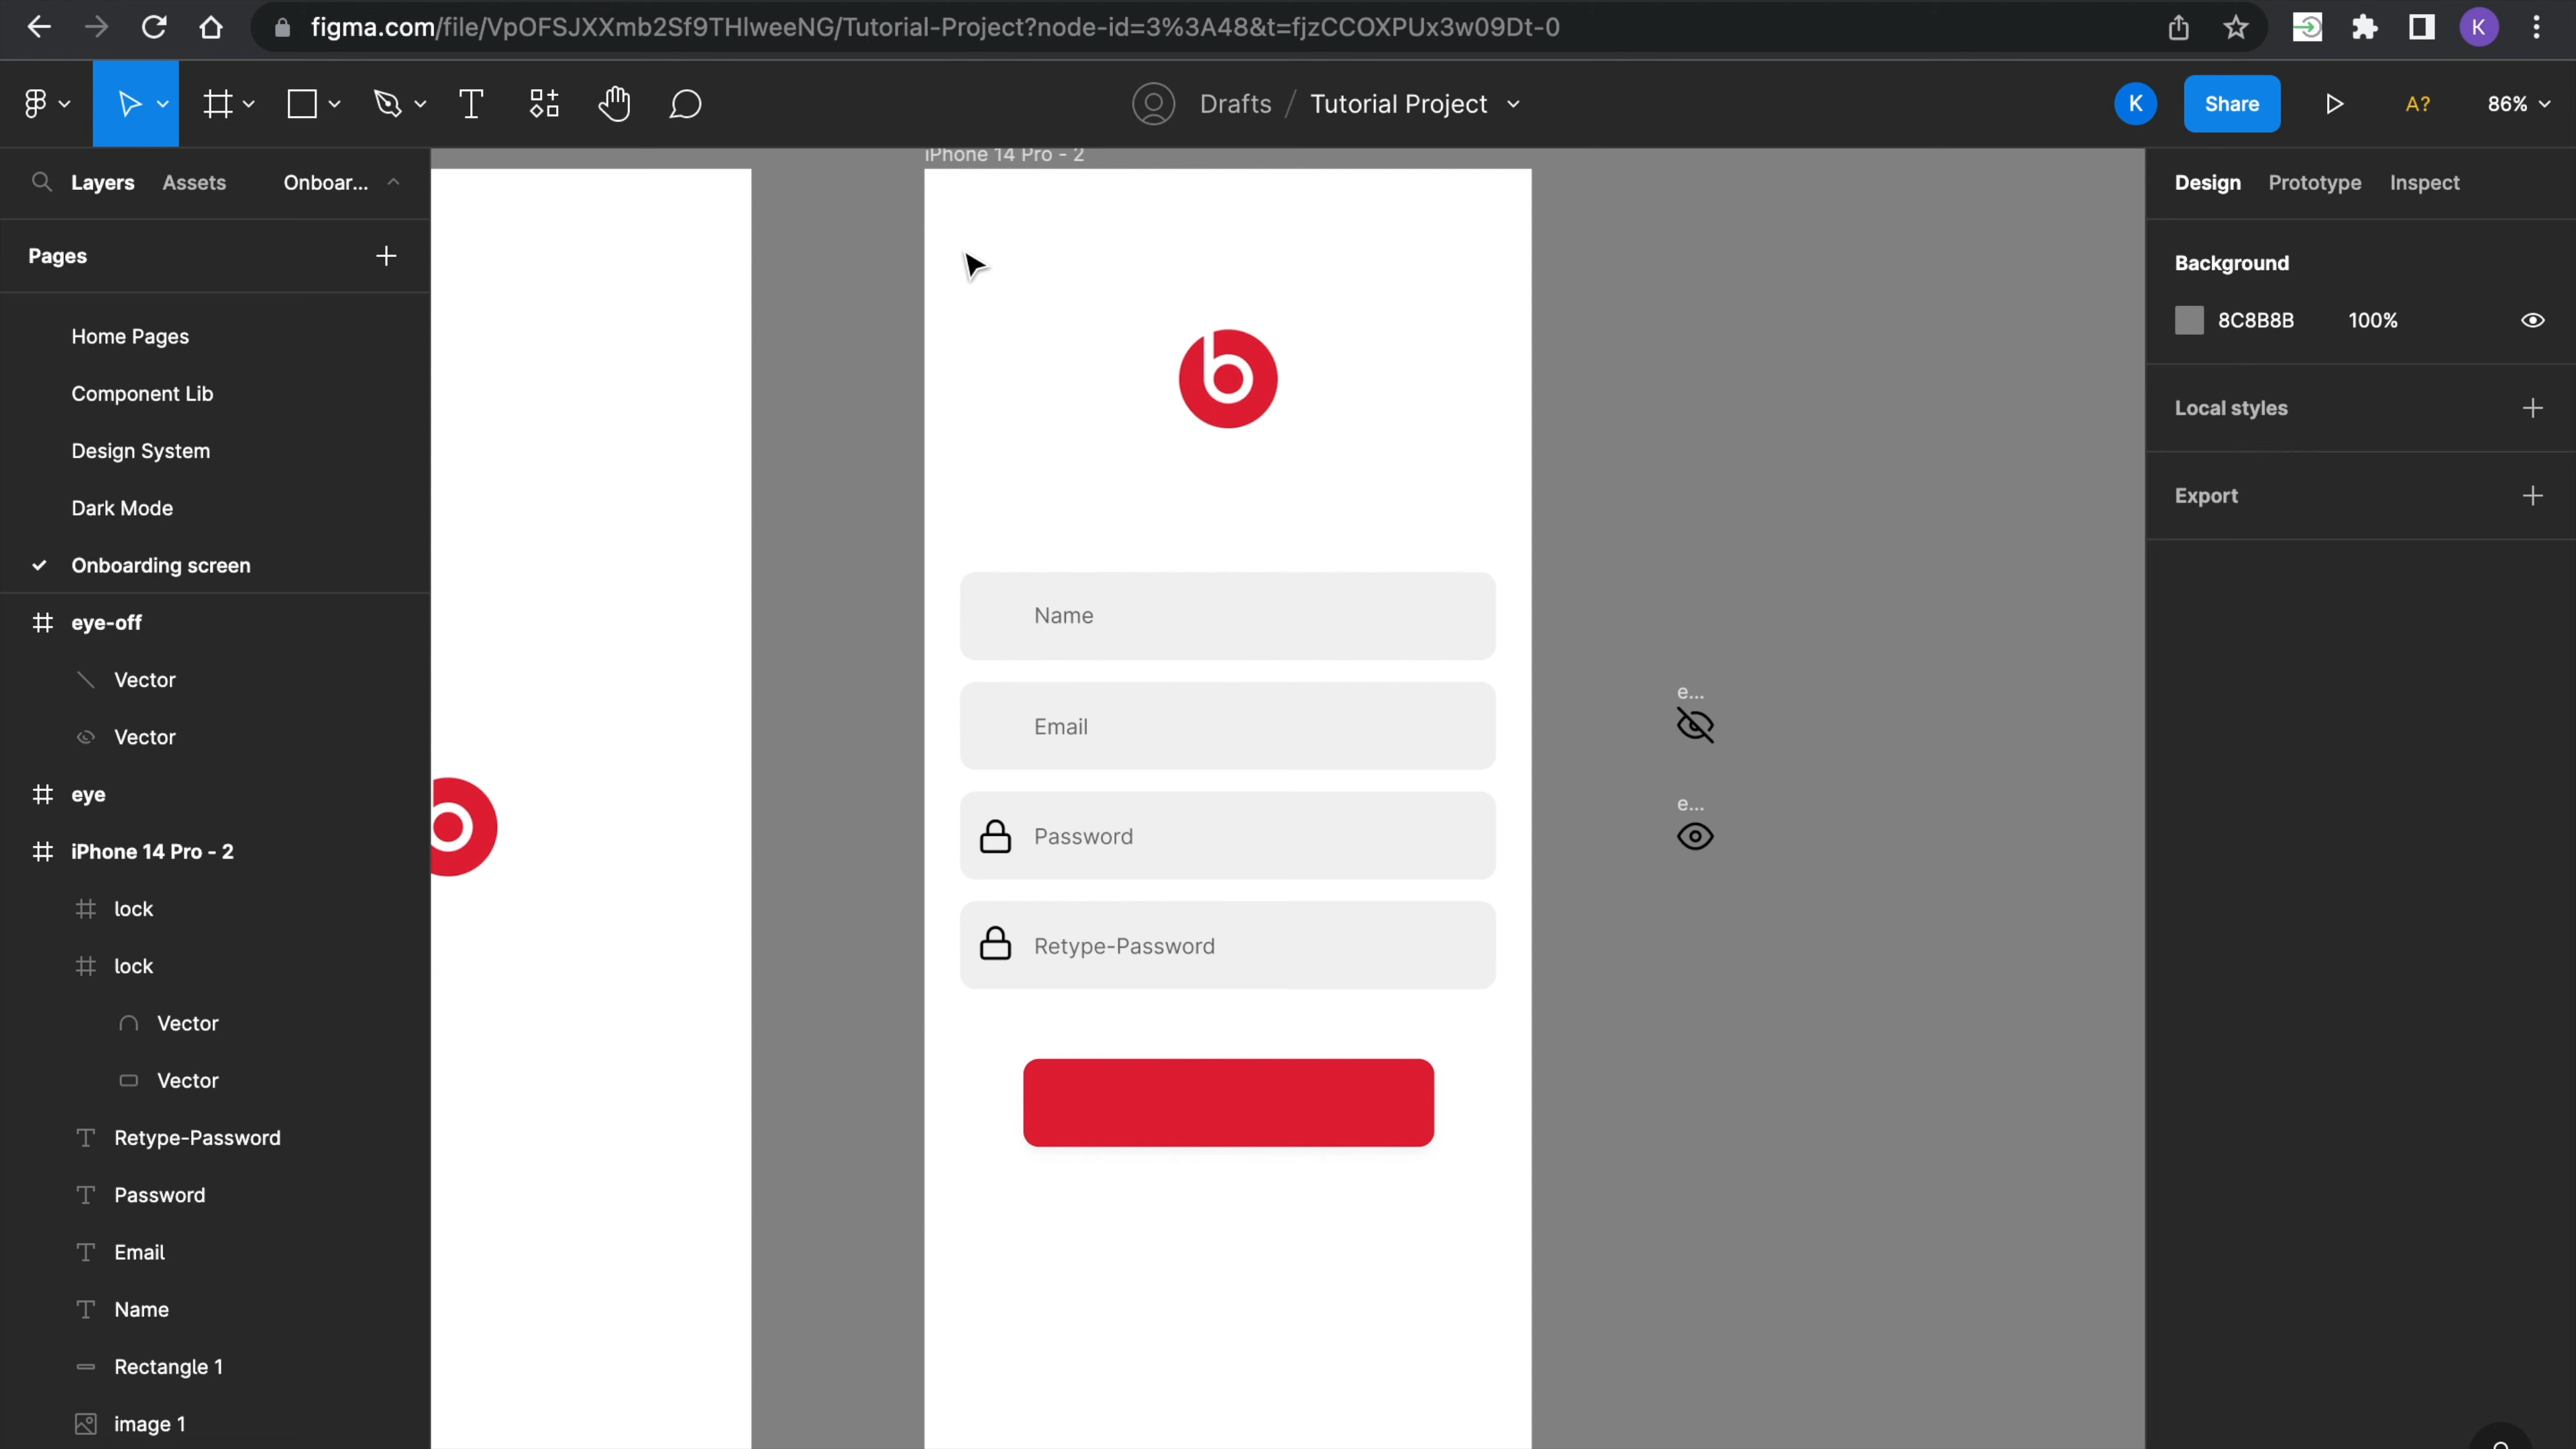 figma.com/file/VpOFSJXXmb2Sf9THlweeNG/Tutorial-Project?node-id=3%3A48&t=fjzCCOXPUx3w09Dt-0
K
Drafts / Tutorial Project
K
Share
A?
86%
Layers
Assets
Onboar...
Pages
Home Pages
Component Lib
Design System
Dark Mode
Onboarding screen
eye-off
Vector
Vector
eye
iPhone 14 Pro - 2
lock
lock
Vector
Vector
Retype-Password
Password
Email
Name
Rectangle 1
image 1
iPhone 14 Pro - 2
b
Name
Email
Password
Retype-Password
e...
e...
Design
Prototype
Inspect
Background
8C8B8B
100%
Local styles
Export